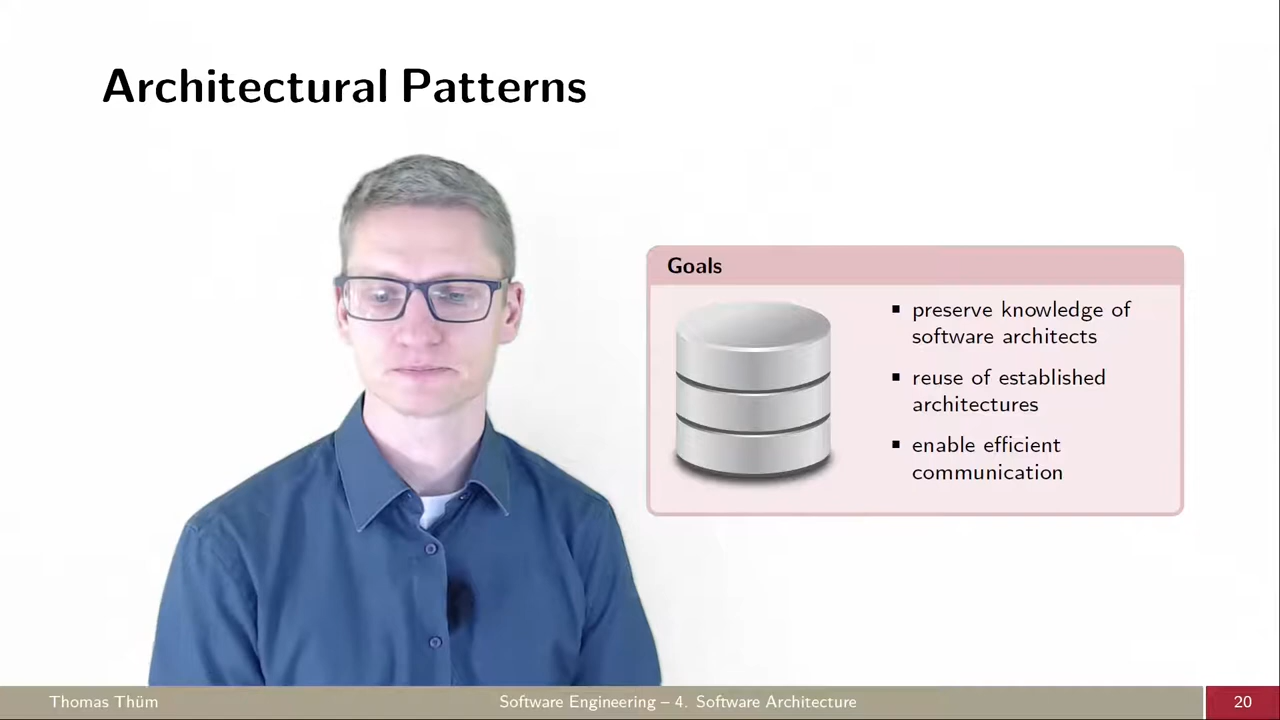 Architectural Patterns
Goals
▪ preserve knowledge of
software architects
▪ reuse of established
architectures
▪ enable efficient
communication
Thomas Thüm
Software Engineering – 4. Software Architecture
20